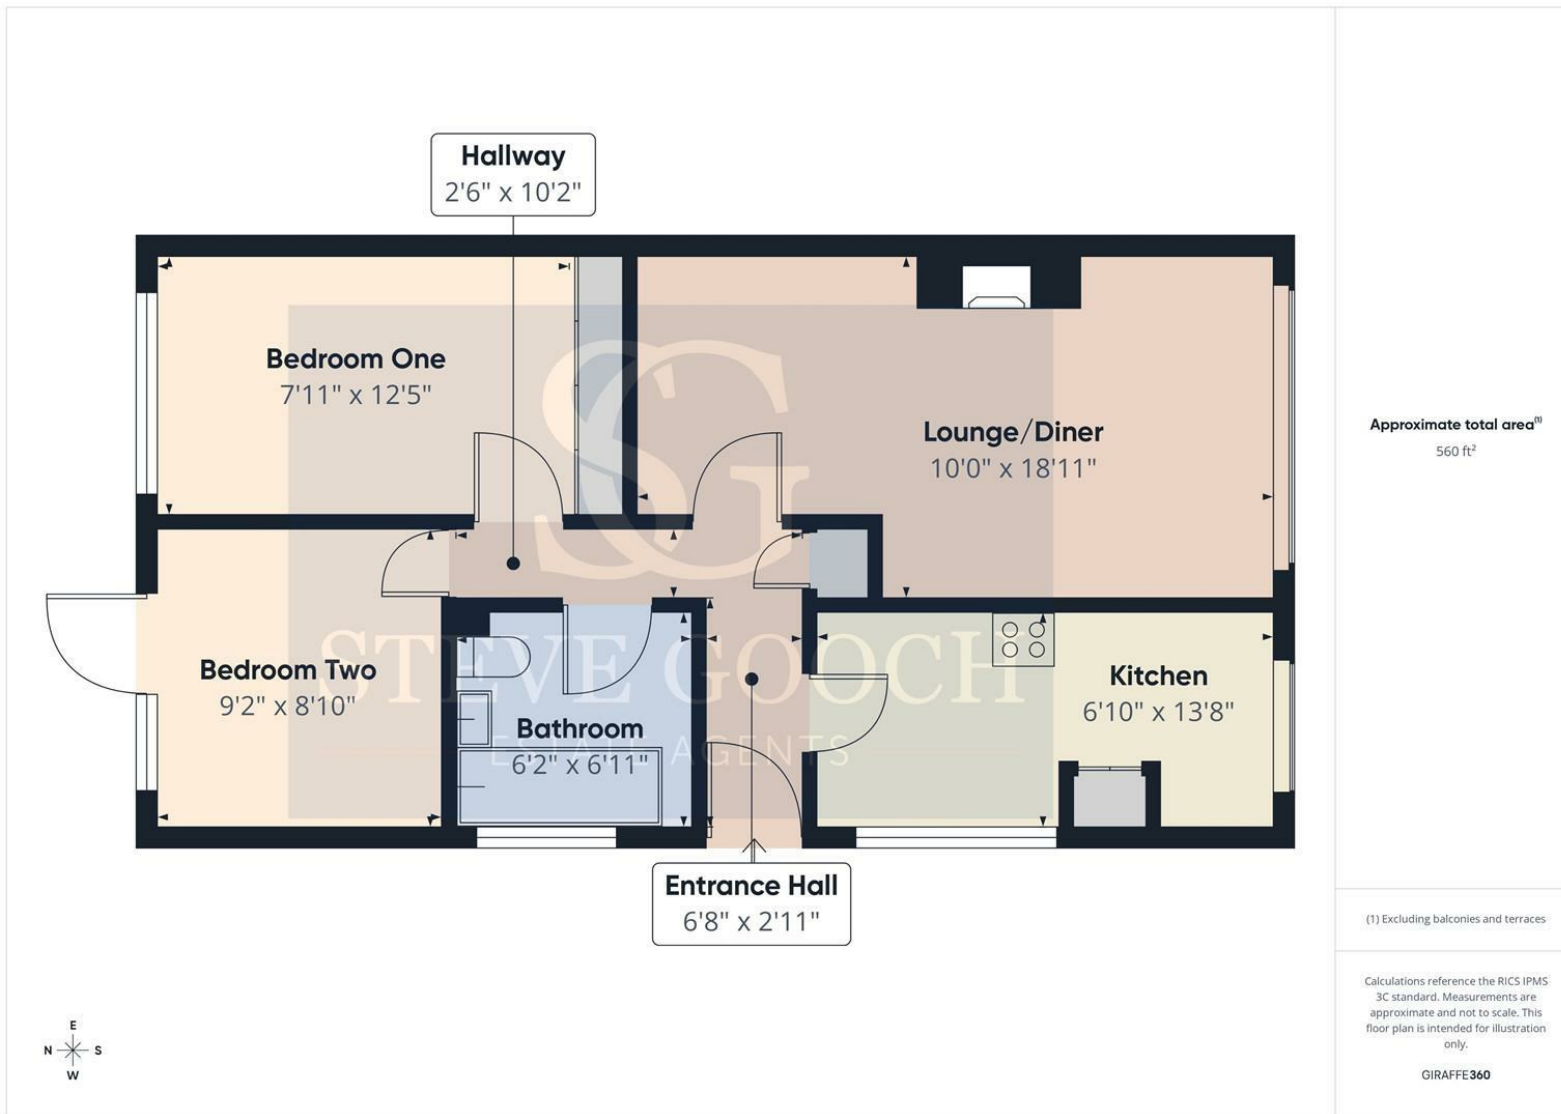 Hallway
2'6" x 10'2"
Bedroom One
7'11" x 12'5"
Lounge/Diner
10'0" x 18'11"
Approximate total area(1)
560 ft²
SG
STEVE GOOCH
ESTATE AGENTS
Bedroom Two
9'2" x 8'10"
Bathroom
6'2" x 6'11"
Kitchen
6'10" x 13'8"
Entrance Hall
6'8" x 2'11"
(1) Excluding balconies and terraces
Calculations reference the RICS IPMS
3C standard. Measurements are
approximate and not to scale. This
floor plan is intended for illustration
only.
GIRAFFE360
E
N S
W